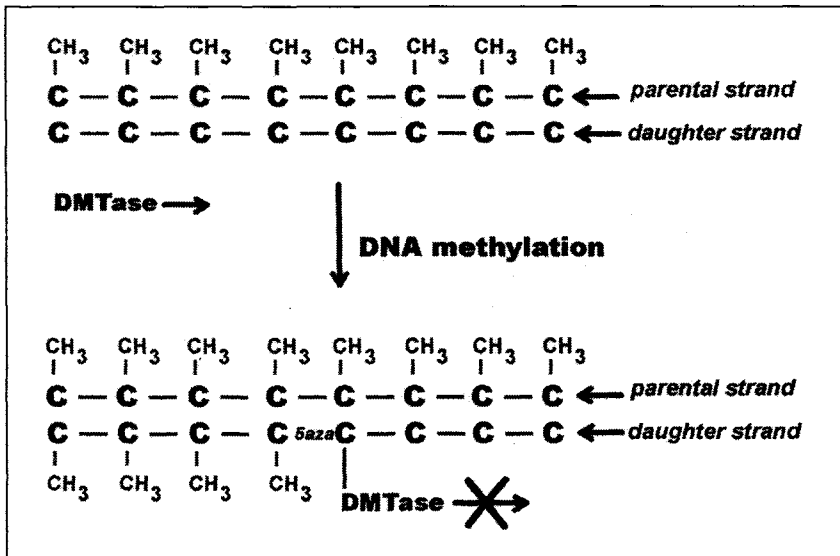 CH3 CH3 CH3 CH3 CH3 CH3 CH3 CH3
C — C — C — C — C — C — C — C parental strand
C — C — C — C — C — C — C — C daughter strand
DMTase
DNA methylation
CH3 CH3 CH3 CH3 CH3 CH3 CH3 CH3
C — C — C — C — C — C — C — C parental strand
C — C — C — C 5aza C — C — C — C daughter strand
CH3 CH3 CH3 CH3
DMTase